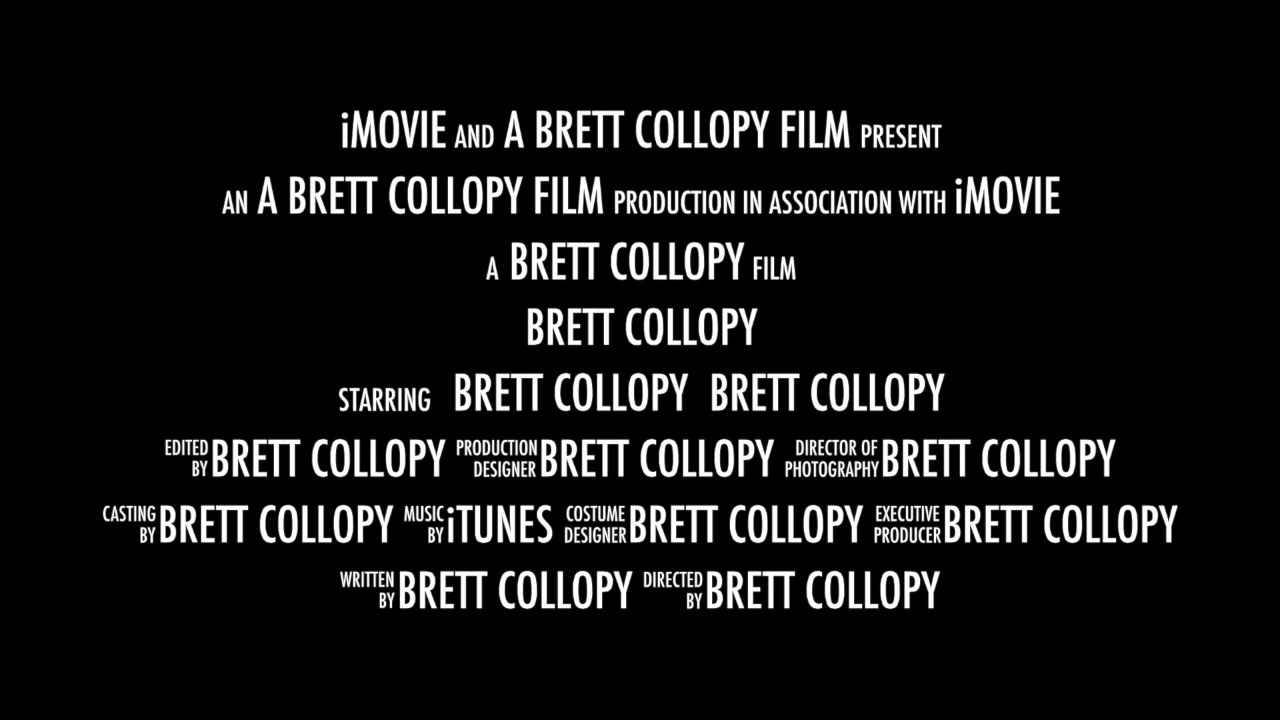 iMOVIE AND A BRETT COLLOPY FILM PRESENT
AN A BRETT COLLOPY FILM PRODUCTION IN ASSOCIATION WITH iMOVIE
A BRETT COLLOPY FILM
BRETT COLLOPY
STARRING BRETT COLLOPY BRETT COLLOPY
EDITED BY BRETT COLLOPY PRODUCTION DESIGNER BRETT COLLOPY DIRECTOR OF PHOTOGRAPHY BRETT COLLOPY
CASTING BY BRETT COLLOPY MUSIC BY iTUNES COSTUME DESIGNER BRETT COLLOPY EXECUTIVE PRODUCER BRETT COLLOPY
WRITTEN BY BRETT COLLOPY DIRECTED BY BRETT COLLOPY